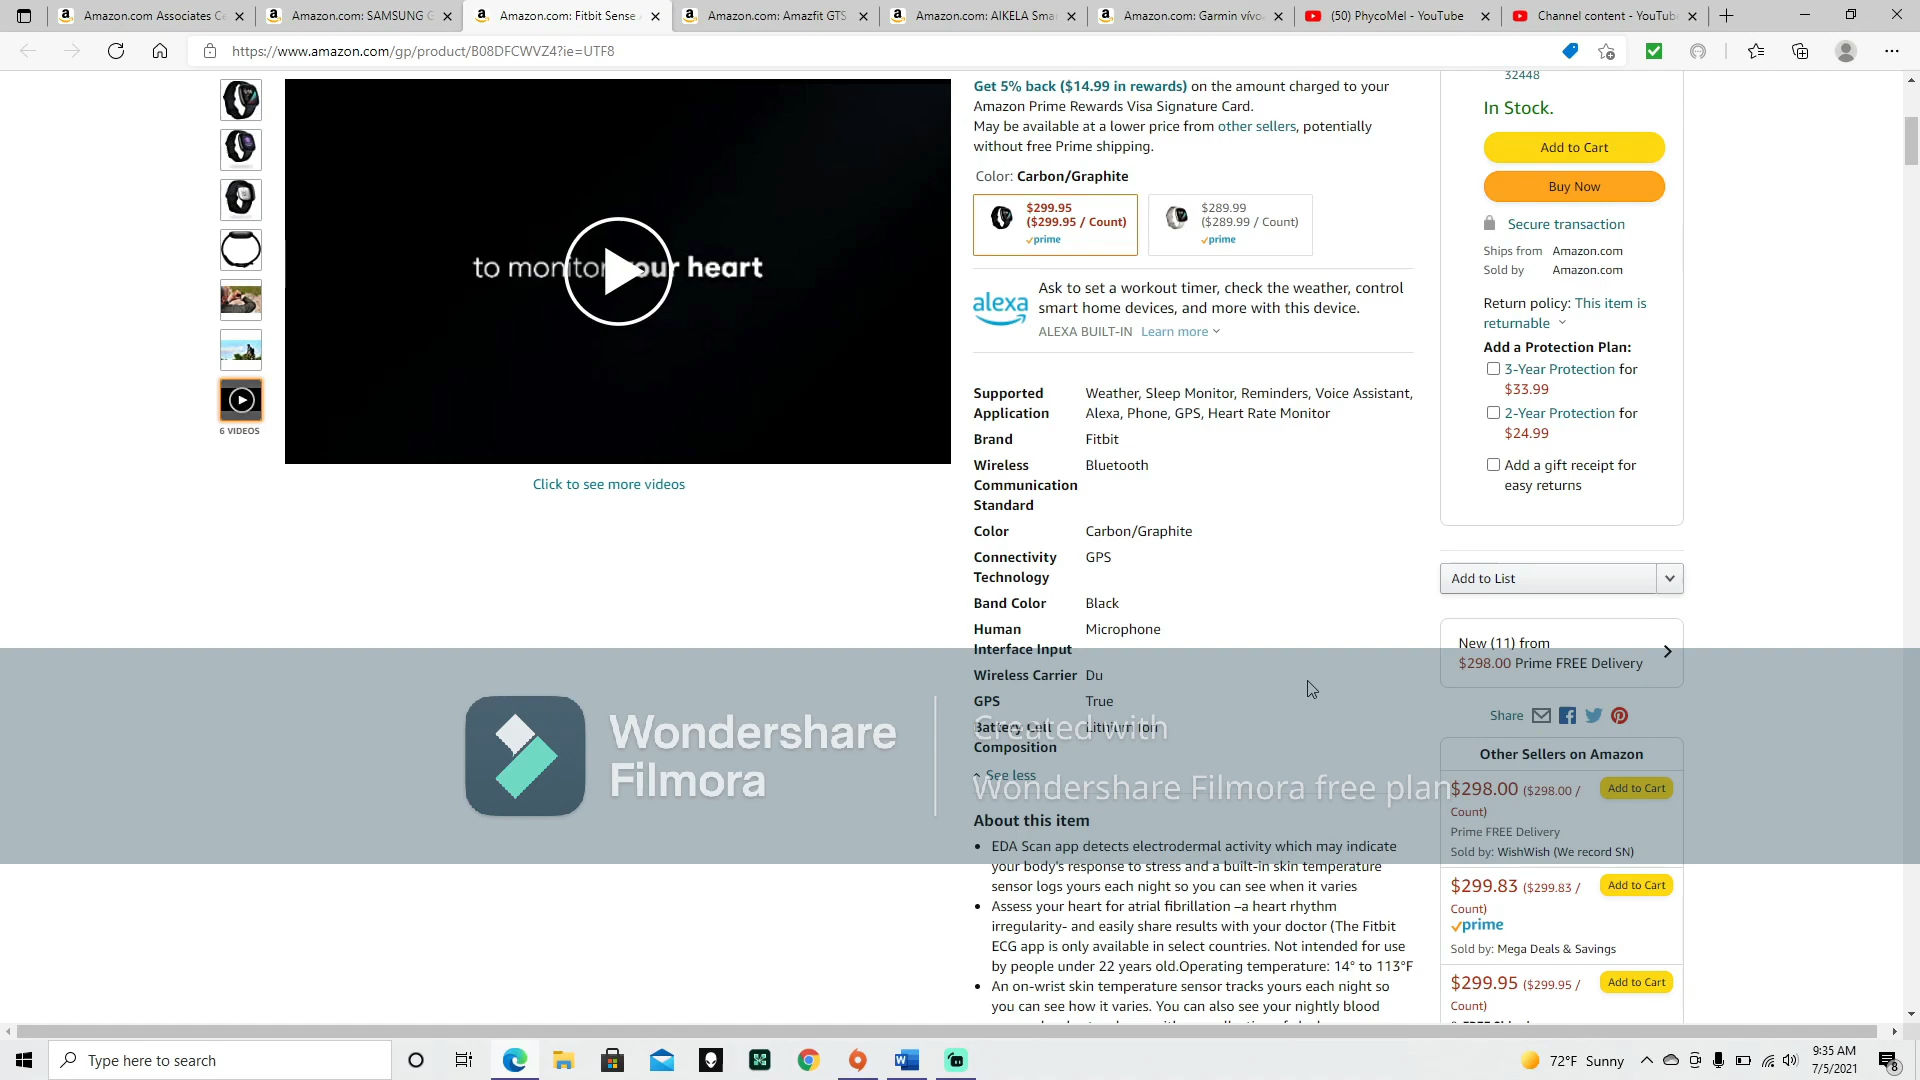 Amazon.com Associates Ce
Amazon.com: SAMSUNG G
Amazon.com: Fitbit Sense A
Amazon.com: Amazfit GTS
Amazon.com: AIKELA Sma
Amazon.com: Garmin vívo
(50) PhycoMel - YouTube
Channel content - YouTub
https://www.amazon.com/gp/product/B08DFCWVZ4?ie=UTF8
to monitor your heart
6 VIDEOS
Click to see more videos
Get 5% back ($14.99 in rewards) on the amount charged to your
Amazon Prime Rewards Visa Signature Card.
May be available at a lower price from other sellers, potentially
without free Prime shipping.
Color: Carbon/Graphite
$299.95
($299.95 / Count)
prime
$289.99
($289.99 / Count)
prime
alexa
Ask to set a workout timer, check the weather, control
smart home devices, and more with this device.
ALEXA BUILT-IN Learn more
Supported Weather, Sleep Monitor, Reminders, Voice Assistant,
Application Alexa, Phone, GPS, Heart Rate Monitor
Brand Fitbit
Wireless Bluetooth
Communication
Standard
Color Carbon/Graphite
Connectivity GPS
Technology
Band Color Black
Human Microphone
Interface Input
Wireless Carrier Du
GPS True
Battery Cell Lithium Ion
Composition
See less
About this item
• EDA Scan app detects electrodermal activity which may indicate
your body's response to stress and a built-in skin temperature
sensor logs yours each night so you can see when it varies
• Assess your heart for atrial fibrillation –a heart rhythm
irregularity- and easily share results with your doctor (The Fitbit
ECG app is only available in select countries. Not intended for use
by people under 22 years old.Operating temperature: 14° to 113°F
• An on-wrist skin temperature sensor tracks yours each night so
you can see how it varies. You can also see your nightly blood
32448
In Stock.
Add to Cart
Buy Now
Secure transaction
Ships from Amazon.com
Sold by Amazon.com
Return policy: This item is
returnable
Add a Protection Plan:
3-Year Protection for
$33.99
2-Year Protection for
$24.99
Add a gift receipt for
easy returns
Add to List
New (11) from
$298.00 Prime FREE Delivery
Share
Other Sellers on Amazon
$298.00 ($298.00 /
Count)
Add to Cart
Prime FREE Delivery
Sold by: WishWish (We record SN)
$299.83 ($299.83 /
Count)
Add to Cart
prime
Sold by: Mega Deals & Savings
$299.95 ($299.95 /
Count)
Add to Cart
Wondershare
Filmora
Created with
Wondershare Filmora free plan
Type here to search
72°F Sunny
9:35 AM
7/5/2021
8